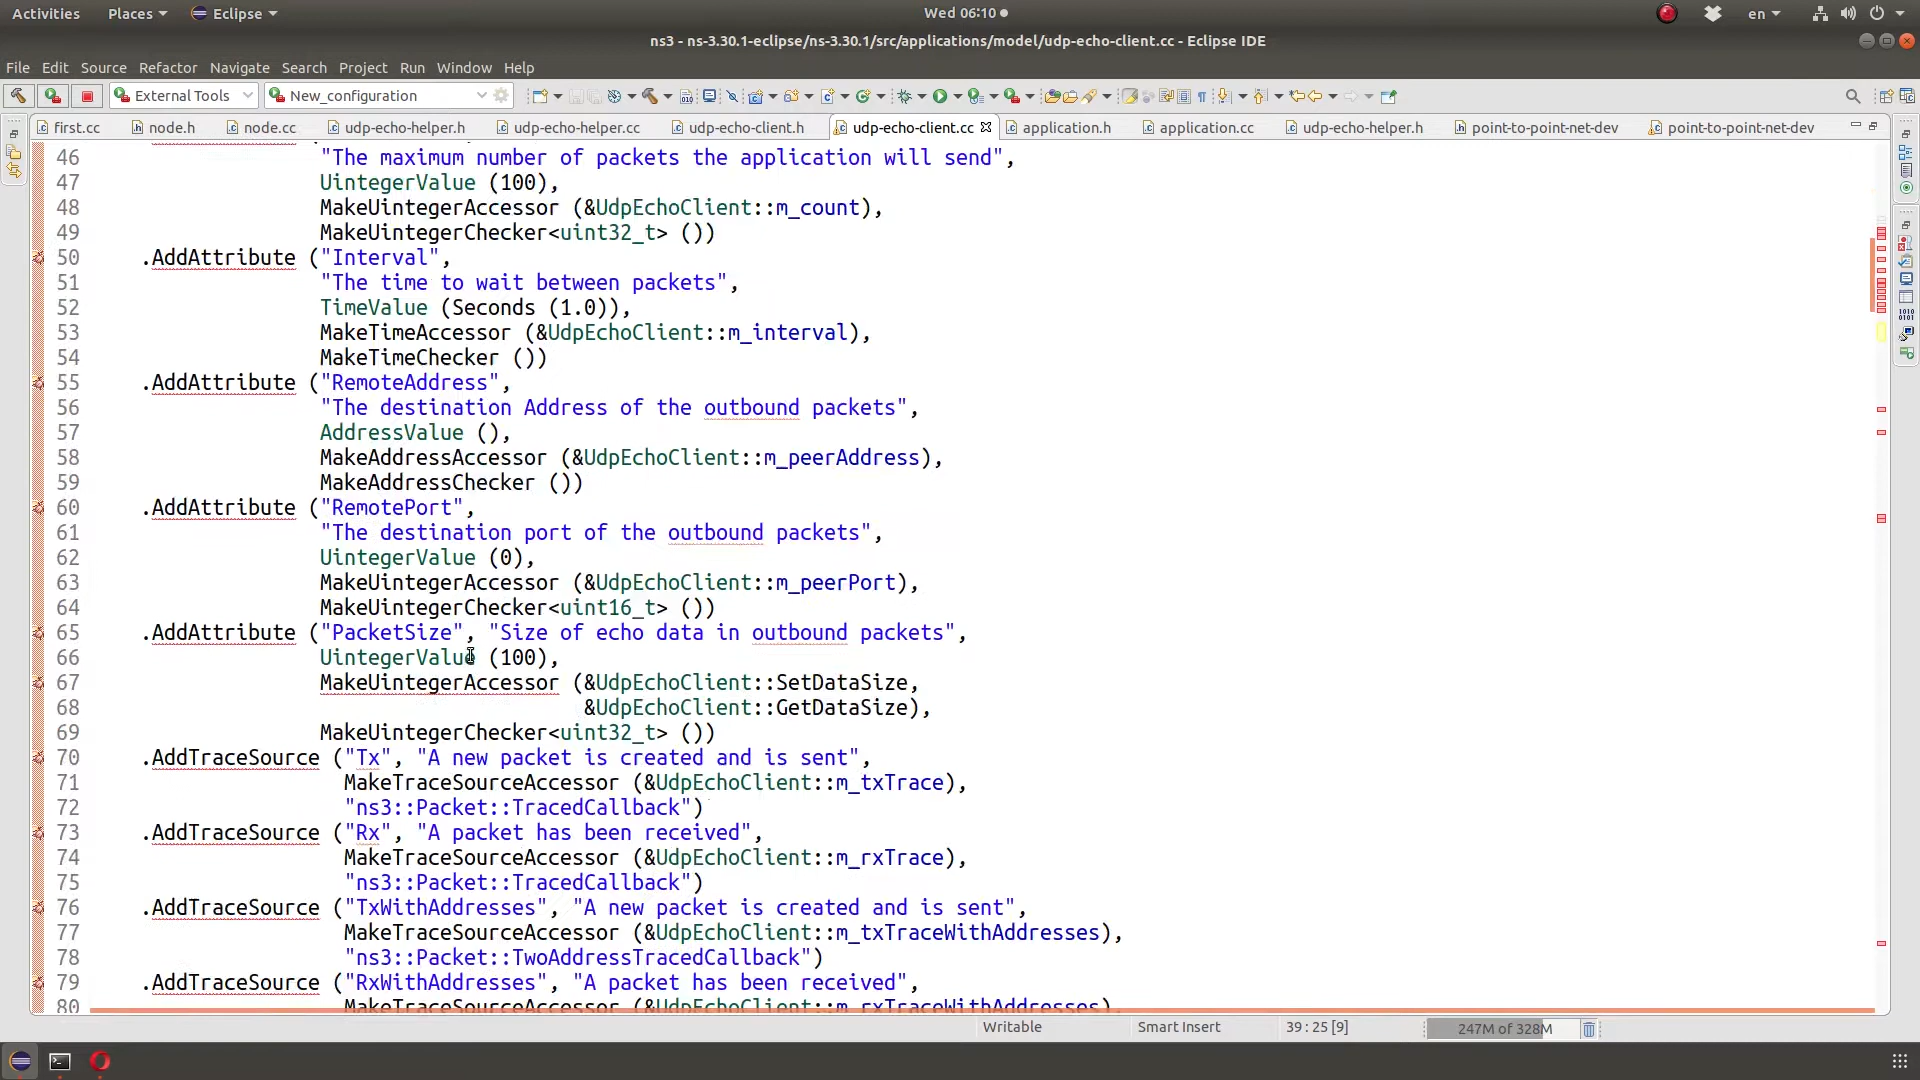 Activities Places Eclipse Wed 06:10 en
ns3 - ns-3.30.1-eclipse/ns-3.30.1/src/applications/model/udp-echo-client.cc - Eclipse IDE
File Edit Source Refactor Navigate Search Project Run Window Help
External Tools New_configuration
first.cc node.h node.cc udp-echo-helper.h udp-echo-helper.cc udp-echo-client.h udp-echo-client.cc application.h application.cc udp-echo-helper.h point-to-point-net-dev point-to-point-net-dev
46 "The maximum number of packets the application will send",
47 UintegerValue (100),
48 MakeUintegerAccessor (&UdpEchoClient::m_count),
49 MakeUintegerChecker<uint32_t> ())
50 .AddAttribute ("Interval",
51 "The time to wait between packets",
52 TimeValue (Seconds (1.0)),
53 MakeTimeAccessor (&UdpEchoClient::m_interval),
54 MakeTimeChecker ())
55 .AddAttribute ("RemoteAddress",
56 "The destination Address of the outbound packets",
57 AddressValue (),
58 MakeAddressAccessor (&UdpEchoClient::m_peerAddress),
59 MakeAddressChecker ())
60 .AddAttribute ("RemotePort",
61 "The destination port of the outbound packets",
62 UintegerValue (0),
63 MakeUintegerAccessor (&UdpEchoClient::m_peerPort),
64 MakeUintegerChecker<uint16_t> ())
65 .AddAttribute ("PacketSize", "Size of echo data in outbound packets",
66 UintegerValue (100),
67 MakeUintegerAccessor (&UdpEchoClient::SetDataSize,
68 &UdpEchoClient::GetDataSize),
69 MakeUintegerChecker<uint32_t> ())
70 .AddTraceSource ("Tx", "A new packet is created and is sent",
71 MakeTraceSourceAccessor (&UdpEchoClient::m_txTrace),
72 "ns3::Packet::TracedCallback")
73 .AddTraceSource ("Rx", "A packet has been received",
74 MakeTraceSourceAccessor (&UdpEchoClient::m_rxTrace),
75 "ns3::Packet::TracedCallback")
76 .AddTraceSource ("TxWithAddresses", "A new packet is created and is sent",
77 MakeTraceSourceAccessor (&UdpEchoClient::m_txTraceWithAddresses),
78 "ns3::Packet::TwoAddressTracedCallback")
79 .AddTraceSource ("RxWithAddresses", "A packet has been received",
80 MakeTraceSourceAccessor (&UdpEchoClient::m_rxTraceWithAddresses),
Writable Smart Insert 39 : 25 [9] 247M of 328M